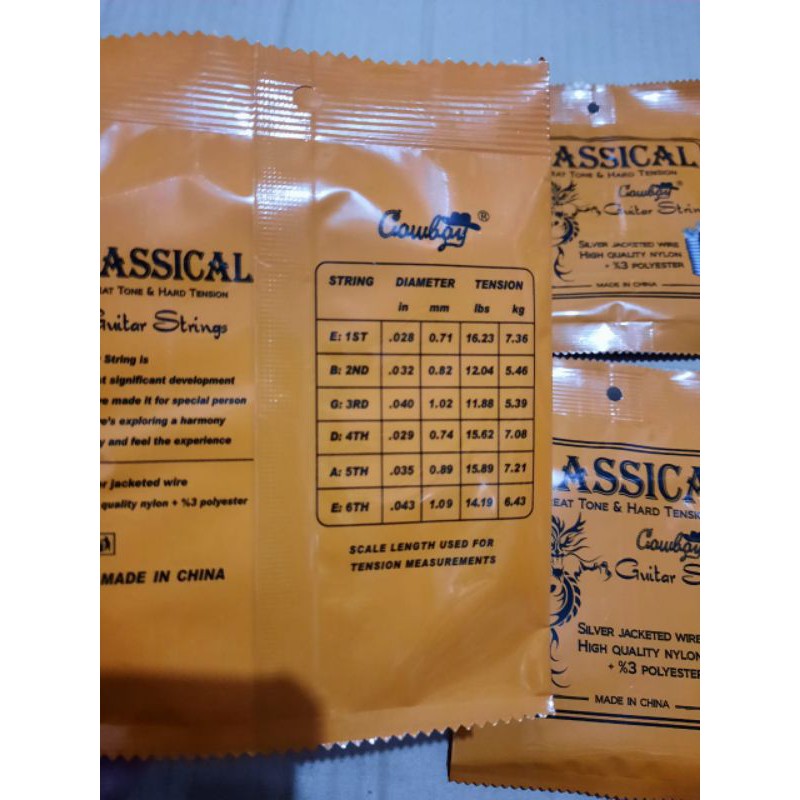 ASSICAL
EAT TONE & HARD TENSION
Guitar Strings
String is
significant development
made it for special person
e's exploring a harmony
y and feel the experience
jacketed wire
quality nylon + %3 polyester
MADE IN CHINA
Cowboy®
STRING DIAMETER TENSION
in mm lbs kg
E: 1ST .028 0.71 16.23 7.36
B: 2ND .032 0.82 12.04 5.46
G: 3RD .040 1.02 11.88 5.39
D: 4TH .029 0.74 15.62 7.08
A: 5TH .035 0.89 15.89 7.21
E: 6TH .043 1.09 14.19 6.43
SCALE LENGTH USED FOR
TENSION MEASUREMENTS
ASSICAL
EAT TONE & HARD TENSION
Cowboy®
Guitar Strin
SILVER JACKETED WIRE
HIGH QUALITY NYLON
+ %3 POLYESTER
MADE IN CHINA
ASSICA
EAT TONE & HARD TENSIO
Cowboy
Guitar S
SILVER JACKETED WIRE
HIGH QUALITY NYLON
+ %3 POLYESTER
MADE IN CHINA